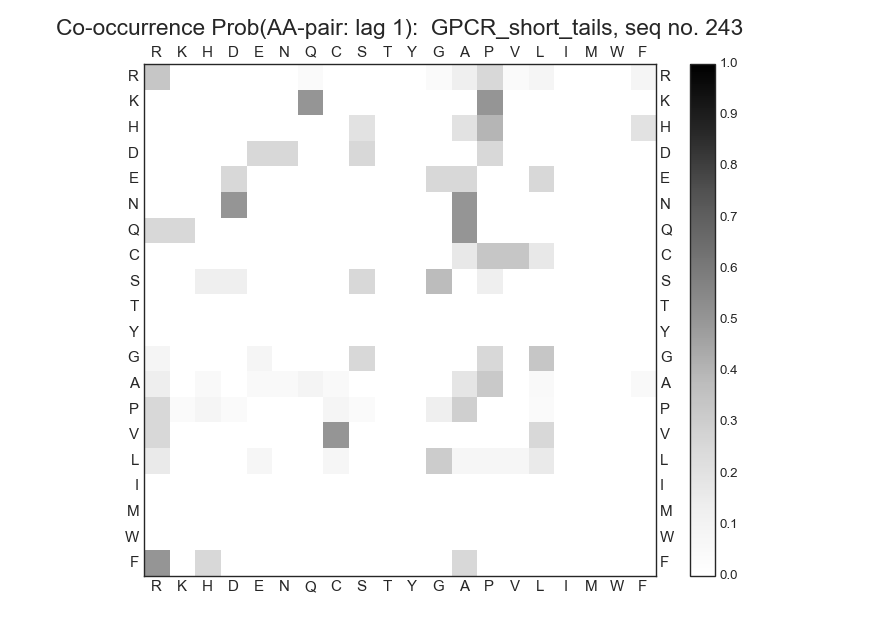 Co-occurrence Prob(AA-pair: lag 1):  GPCR_short_tails, seq no. 243
R K H D E N Q C S T Y G A P V L I M W F
R R 1.0
K K 0.9
H H
D D 0.8
E E
N N 0.7
Q Q 0.6
C C
S S 0.5
T T
Y Y
G G 0.4
A A
P P 0.3
V V
L L 0.2
I I
M M 0.1
W W
F F 0.0
R K H D E N Q C S T Y G A P V L I M W F